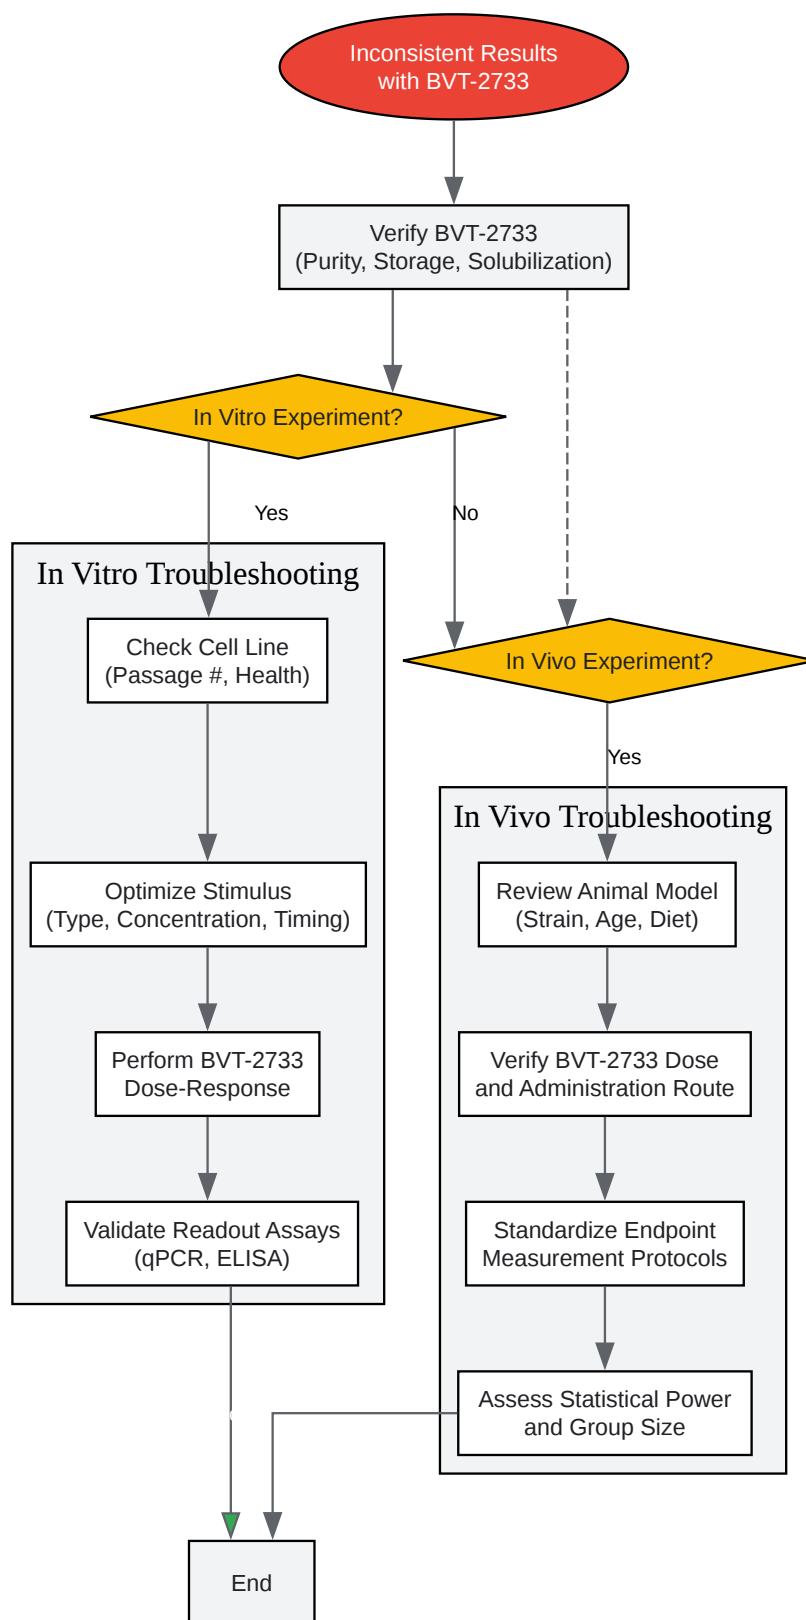 Inconsistent Results
with BVT-2733
Verify BVT-2733
(Purity, Storage, Solubilization)
In Vitro Experiment?
Yes
No
In Vitro Troubleshooting
Check Cell Line
(Passage #, Health)
In Vivo Experiment?
Yes
In Vivo Troubleshooting
Optimize Stimulus
(Type, Concentration, Timing)
Review Animal Model
(Strain, Age, Diet)
Perform BVT-2733
Dose-Response
Verify BVT-2733 Dose
and Administration Route
Validate Readout Assays
(qPCR, ELISA)
Standardize Endpoint
Measurement Protocols
Assess Statistical Power
and Group Size
End